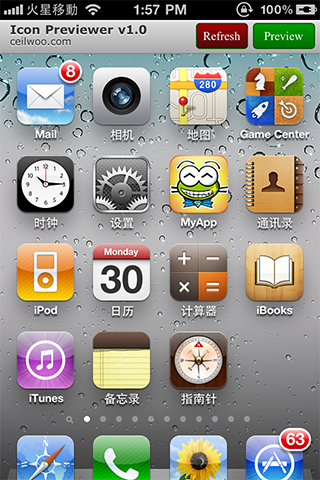 火星移動 1:57 PM 100%
Icon Previewer v1.0
ceilwoo.com
Refresh
Preview
8
280
Mail 相机 地图 Game Center
时钟 设置 MyApp 通讯录
Monday
30
iPod 日历 计算器 iBooks
iTunes 备忘录 指南针
63